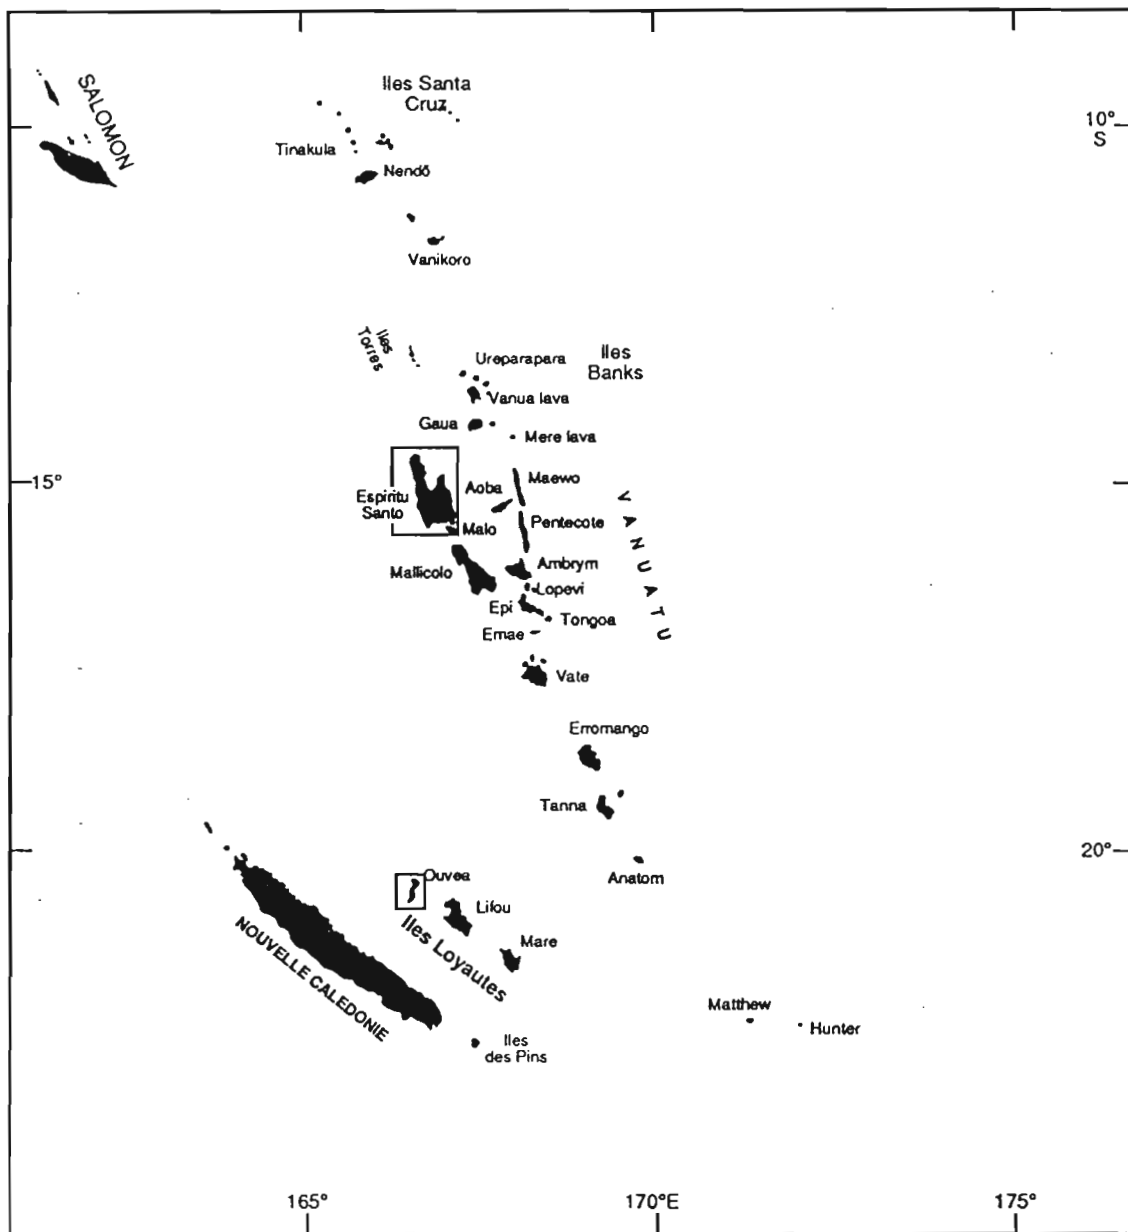 SALOMON
Iles Santa
Cruz
10°
S
Tinakula
Nendö
Vanikoro
Iles
Torres
Ureparapara
Iles
Banks
Vanua lava
Gaua
Mere lava
15°
Espiritu
Santo
Aoba
Maewo
Malo
Pentecote
VANUATU
Mallicolo
Ambrym
Lopevi
Epi
Tongoa
Emae
Vate
Erromango
Tanna
20°
Anatom
Ouvea
Lifou
Iles Loyautes
Mare
NOUVELLE CALEDONIE
Iles
des Pins
Matthew
Hunter
165°
170°E
175°